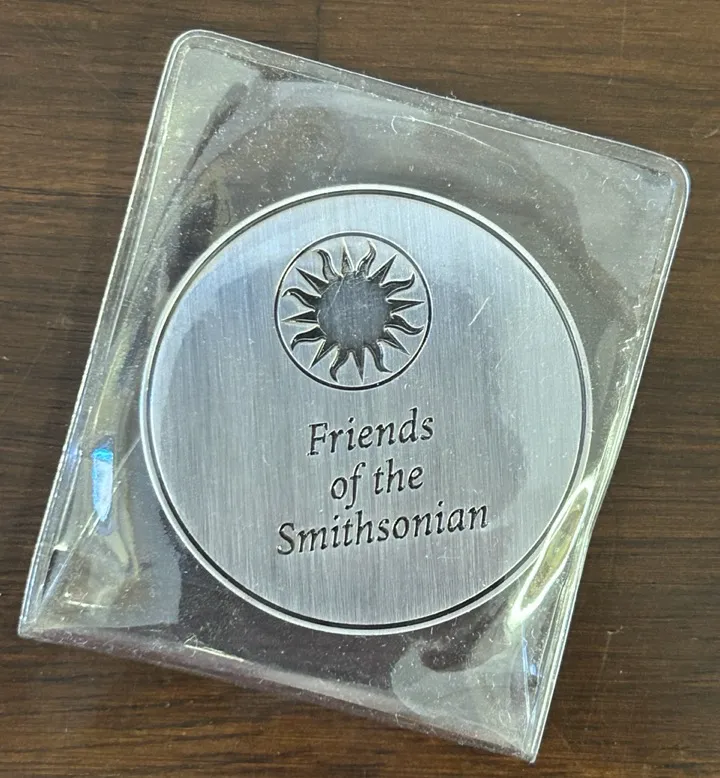 Friends
of the
Smithsonian